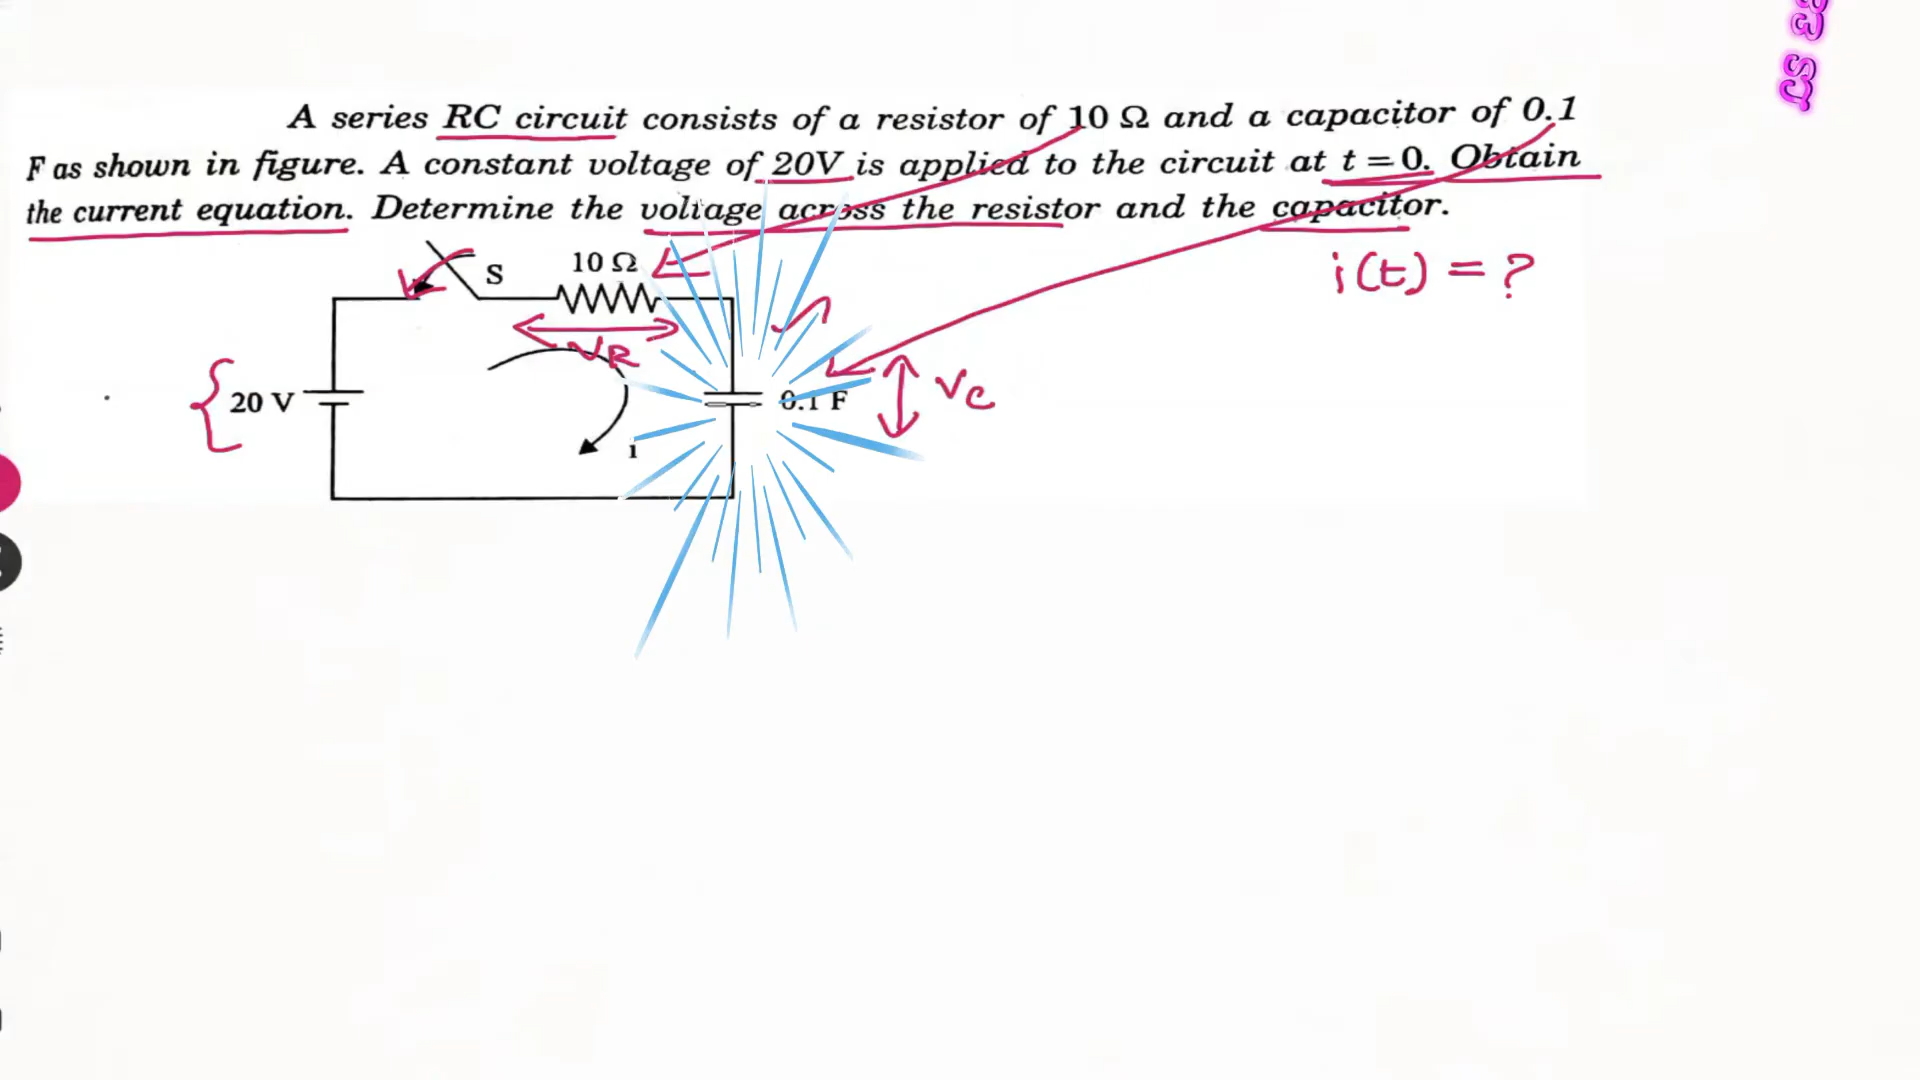 A series RC circuit consists of a resistor of 10 Ω and a capacitor of 0.1
F as shown in figure. A constant voltage of 20V is applied to the circuit at t = 0. Obtain
the current equation. Determine the voltage across the resistor and the capacitor.
i(t) = ?
S
10 Ω
VR
20 V
0.1 F
Vc
i